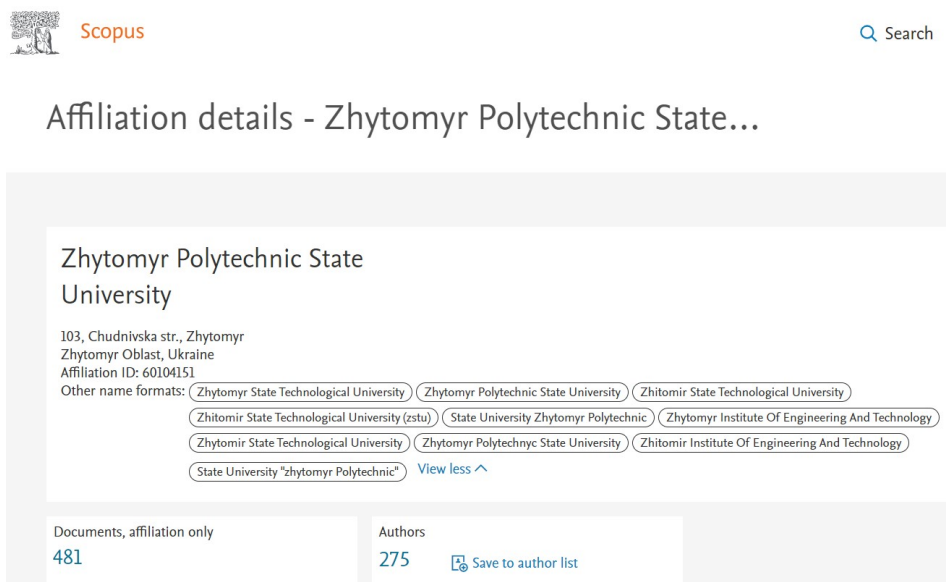 Scopus
Search
Affiliation details - Zhytomyr Polytechnic State...
Zhytomyr Polytechnic State
University
103, Chudnivska str., Zhytomyr
Zhytomyr Oblast, Ukraine
Affiliation ID: 60104151
Other name formats: Zhytomyr State Technological University Zhytomyr Polytechnic State University Zhitomir State Technological University
Zhitomir State Technological University (zstu) State University Zhytomyr Polytechnic Zhytomyr Institute Of Engineering And Technology
Zhytomir State Technological University Zhytomyr Polytechnyc State University Zhitomir Institute Of Engineering And Technology
State University "zhytomyr Polytechnic" View less
Documents, affiliation only
481
Authors
275 Save to author list